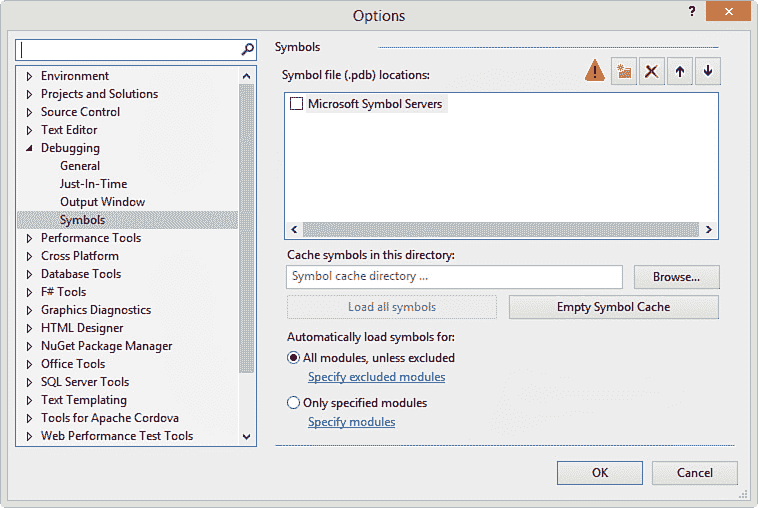 Options
?
Environment
Projects and Solutions
Source Control
Text Editor
Debugging
General
Just-In-Time
Output Window
Symbols
Performance Tools
Cross Platform
Database Tools
F# Tools
Graphics Diagnostics
HTML Designer
NuGet Package Manager
Office Tools
SQL Server Tools
Text Templating
Tools for Apache Cordova
Web Performance Test Tools
Symbols
Symbol file (.pdb) locations:
Microsoft Symbol Servers
Cache symbols in this directory:
Symbol cache directory ...
Browse...
Load all symbols
Empty Symbol Cache
Automatically load symbols for:
All modules, unless excluded
Specify excluded modules
Only specified modules
Specify modules
OK
Cancel